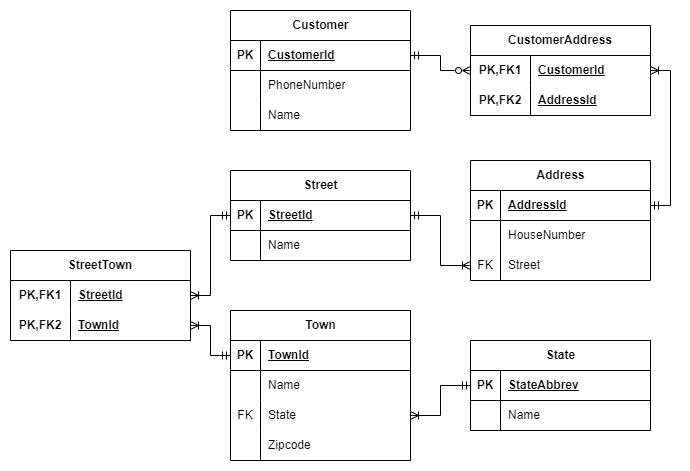 Customer
PK CustomerId
PhoneNumber
Name
CustomerAddress
PK,FK1 CustomerId
PK,FK2 AddressId
Street
PK StreetId
Name
Address
PK AddressId
HouseNumber
FK Street
StreetTown
PK,FK1 StreetId
PK,FK2 TownId
Town
PK TownId
Name
FK State
Zipcode
State
PK StateAbbrev
Name